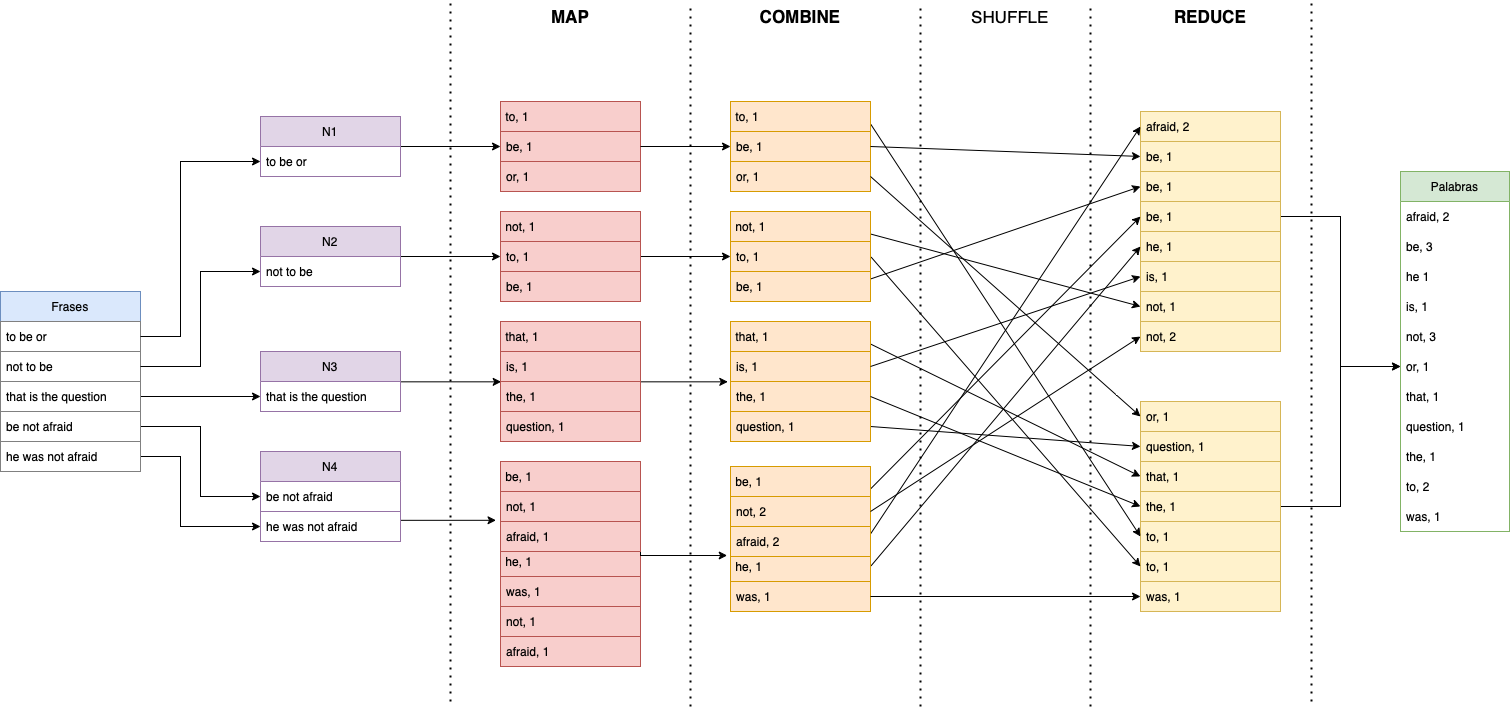 MAP
COMBINE
SHUFFLE
REDUCE
Frases
to be or
not to be
that is the question
be not afraid
he was not afraid
N1
to be or
N2
not to be
N3
that is the question
N4
be not afraid
he was not afraid
to, 1
be, 1
or, 1
not, 1
to, 1
be, 1
that, 1
is, 1
the, 1
question, 1
be, 1
not, 1
afraid, 1
he, 1
was, 1
not, 1
afraid, 1
to, 1
be, 1
or, 1
not, 1
to, 1
be, 1
that, 1
is, 1
the, 1
question, 1
be, 1
not, 2
afraid, 2
he, 1
was, 1
afraid, 2
be, 1
be, 1
be, 1
he, 1
is, 1
not, 1
not, 2
or, 1
question, 1
that, 1
the, 1
to, 1
to, 1
was, 1
Palabras
afraid, 2
be, 3
he 1
is, 1
not, 3
or, 1
that, 1
question, 1
the, 1
to, 2
was, 1